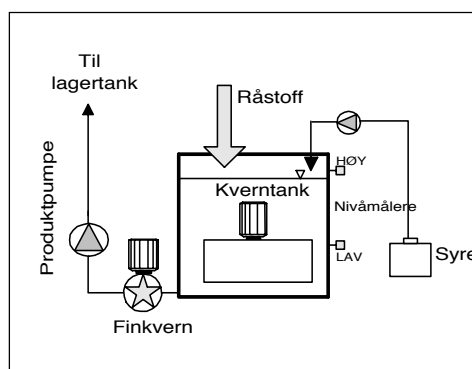 Til
lagertank
Råstoff
HØY
Kverntank
Nivåmålere
Produktpumpe
LAV
Syre
Finkvern